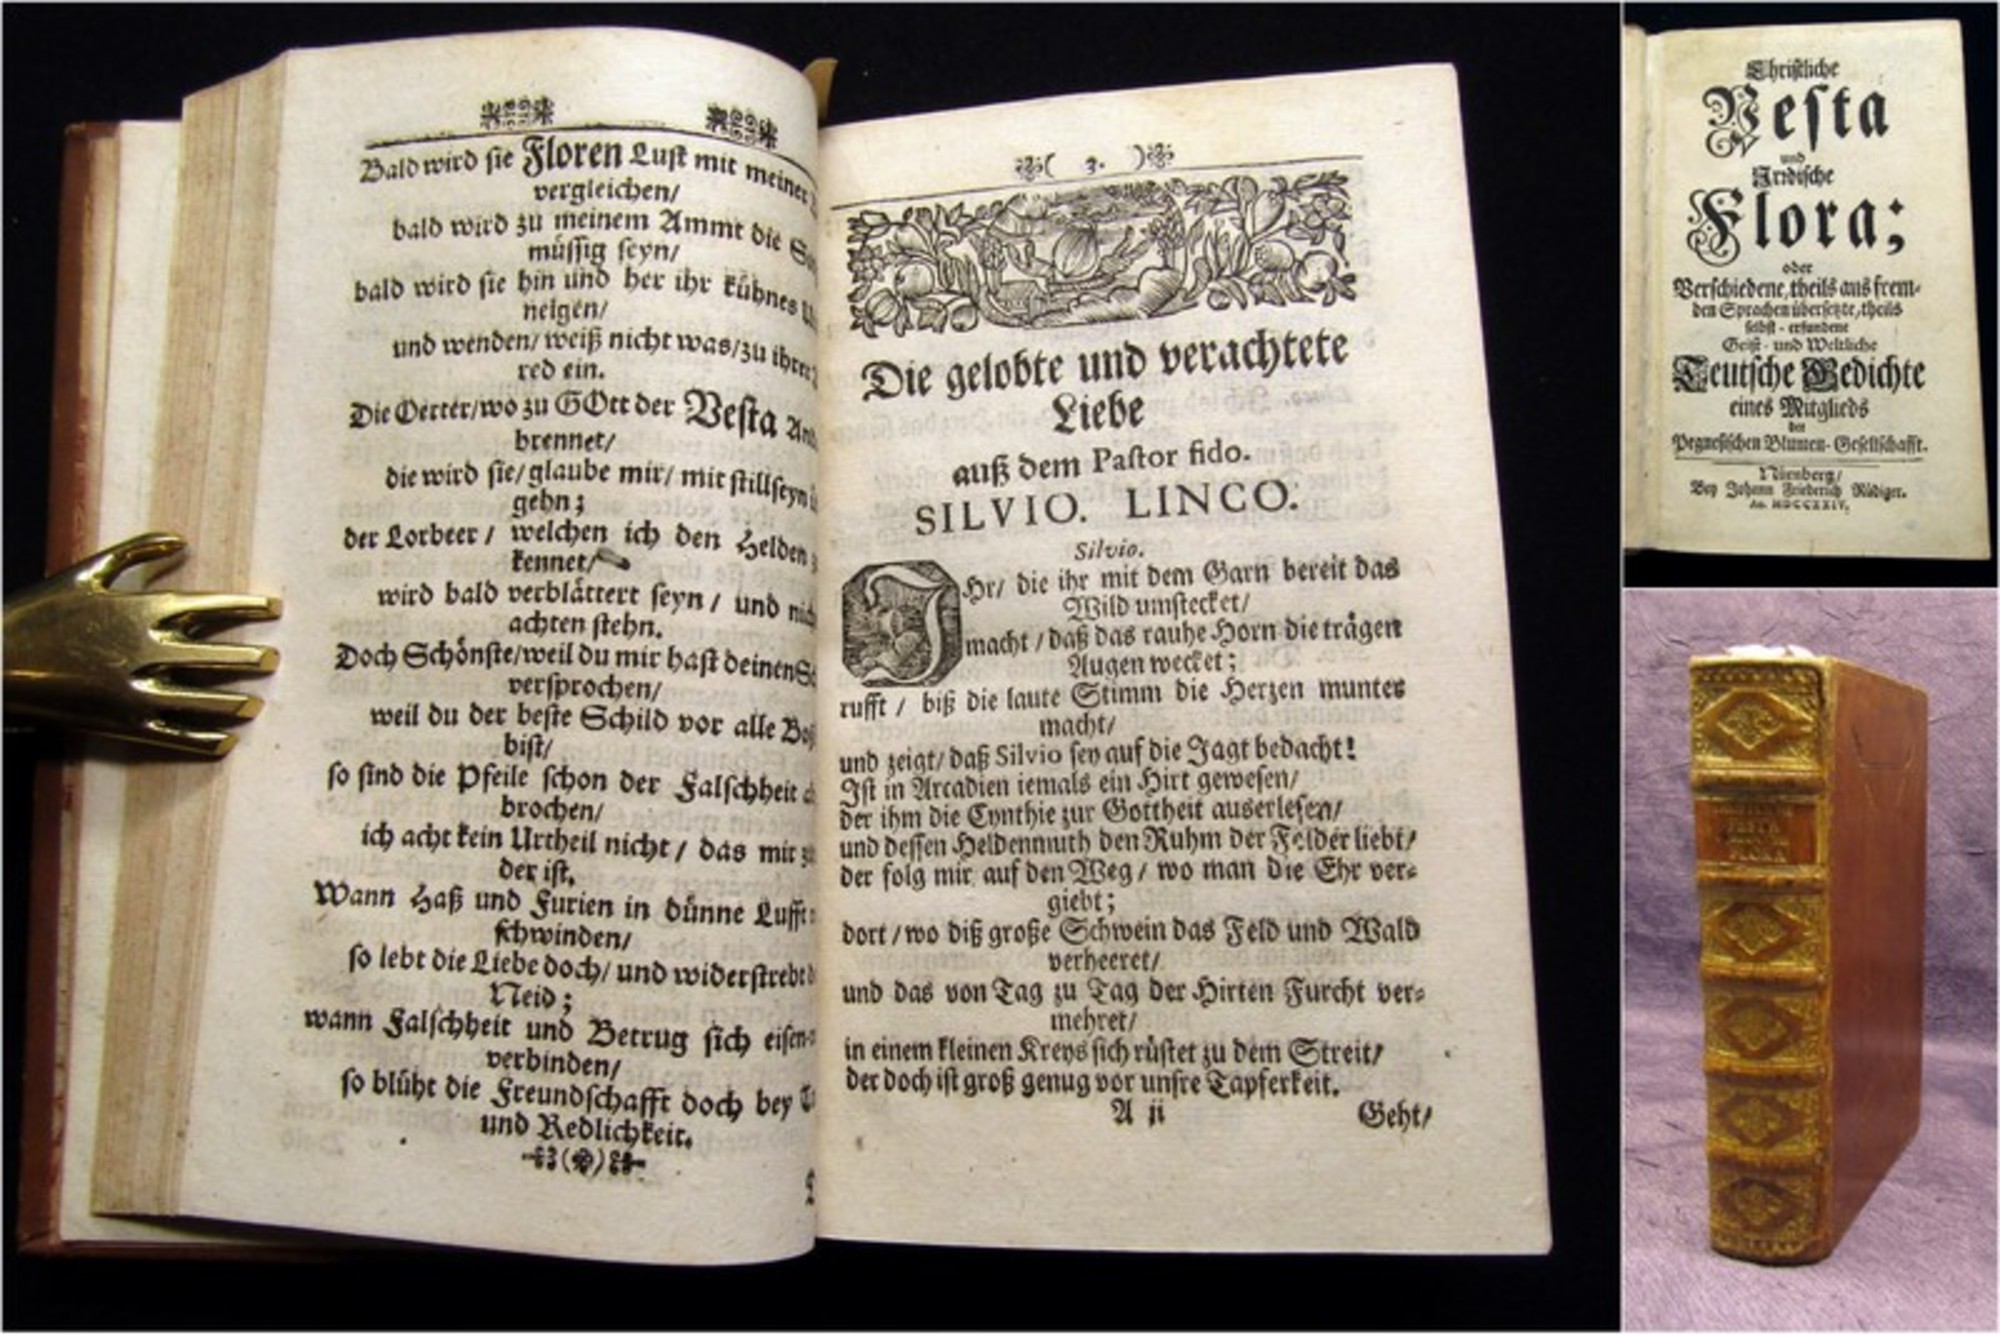 Bald wird sie Floren Lust mit meiner
vergleichen/
bald wird zu meinem Ammt die
müssig seyn/
bald wird sie hin und her ihr kühnes
neigen/
und wenden/ weiß nicht was/ zu ihrer
red ein.
Die Oerter/ wo zu GOtt der Vesta
brennet/
die wird sie/ glaube mir/ mit stillseyn
gehn;
der Lorbeer/ welchen ich den Helden
kennet/
wird bald verblättert seyn/ und
achten stehn.
Doch Schönste/ weil du mir hast deinen
versprochen/
weil du der beste Schild vor alle
bist/
so sind die Pfeile schon der Falschheit
brochen/
ich acht kein Urtheil nicht/ das mir
der ist.
Wann Haß und Furien in dünne Lufft
schwinden/
so lebt die Liebe doch/ und widerstrebt
Neid;
wann Falschheit und Betrug sich eisen-
verbinden/
so blüht die Freundschafft doch bey
und Redlichkeit.
( 3. )
Die gelobte und verachtete
Liebe
auß dem Pastor fido.
SILVIO. LINCO.
Silvio.
IHr/ die ihr mit dem Garn bereit das
Wild umstecket/
macht/ daß das rauhe Horn die trägen
Augen wecket;
rufft/ biß die laute Stimm die Herzen munter
macht/
und zeigt/ daß Silvio sey auf die Jagt bedacht!
Ist in Arcadien iemals ein Hirt gewesen/
der ihm die Cynthie zur Gottheit auserlesen/
und dessen Heldenmuth den Ruhm der Felder liebt/
der folg mir auf den Weg/ wo man die Ehr ver-
giebt;
dort/ wo diß große Schwein das Feld und Wald
verheeret/
und das von Tag zu Tag der Hirten Furcht ver-
mehret/
in einem kleinen Kreys sich rüstet zu dem Streit/
der doch ist groß genug vor unsre Tapferkeit.
A ij Geht/
Christliche
Vesta
und
Irrdische
Flora;
oder
Verschiedene, theils aus frem-
den Sprachen übersetzte, theils
selbst-erfundene
Geist- und Weltliche
Teutsche Gedichte
eines Mitglieds
der
Pegnesischen Blumen-Gesellschafft.
Nürnberg/
Bey Johann Friederich Rüdiger.
An. MDCCXXIV.
VESTA
FLORA